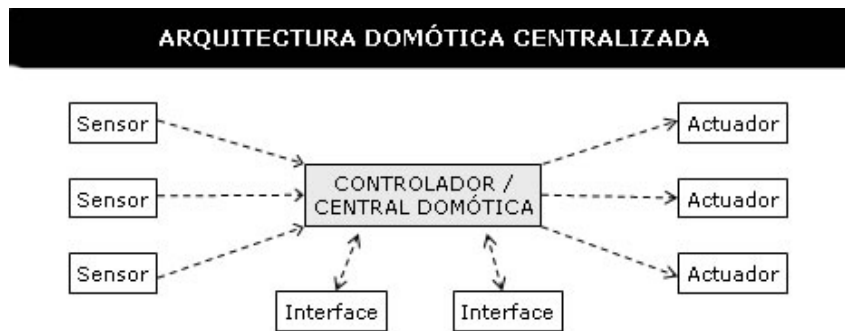 ARQUITECTURA DOMÓTICA CENTRALIZADA
Sensor
Actuador
CONTROLADOR /
CENTRAL DOMÓTICA
Sensor
Actuador
Sensor
Actuador
Interface
Interface